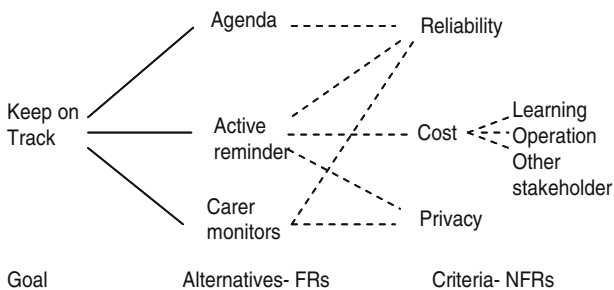 Agenda
Reliability
Keep on
Track
Active
reminder
Cost
Learning
Operation
Other
stakeholder
Carer
monitors
Privacy
Goal
Alternatives- FRs
Criteria- NFRs